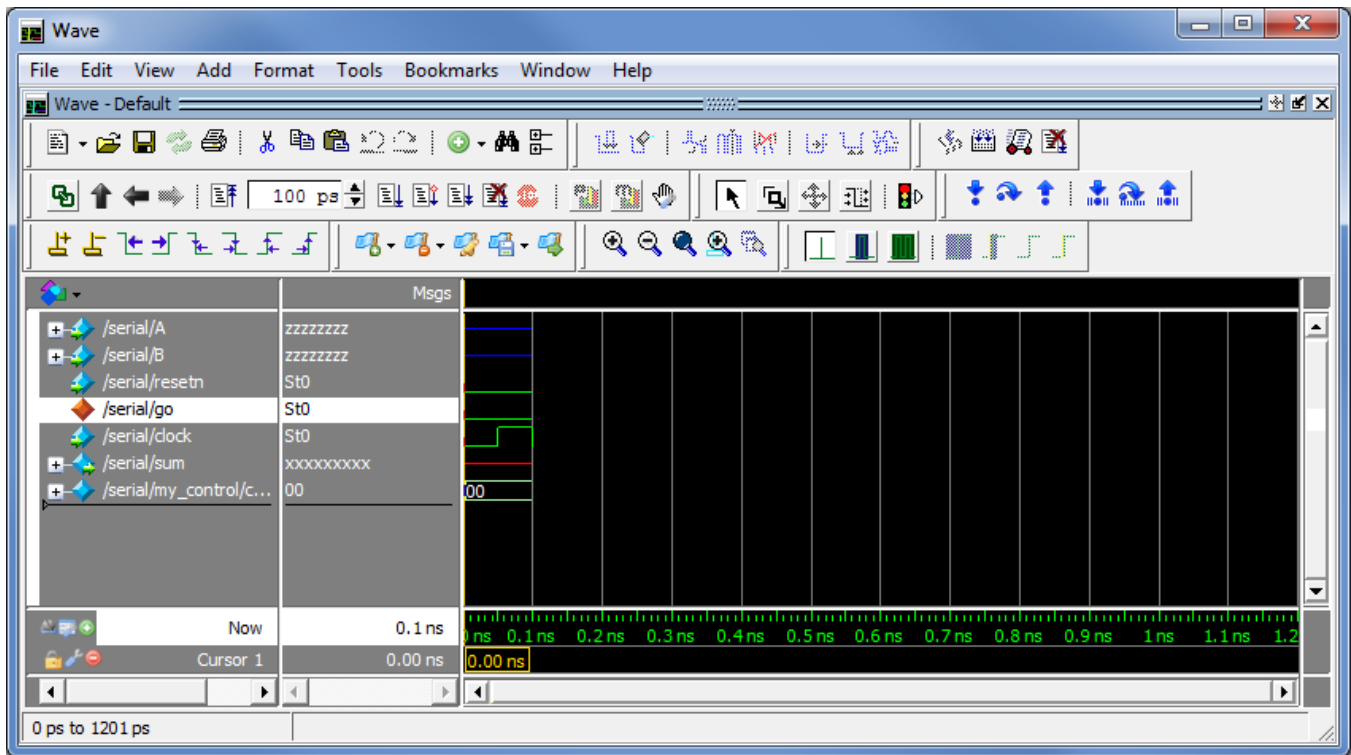 Wave
File Edit View Add Format Tools Bookmarks Window Help
Wave - Default
100 ps
Msgs
/serial/A zzzzzzzz
/serial/B zzzzzzzz
/serial/resetn St0
/serial/go St0
/serial/clock St0
/serial/sum xxxxxxxxx
/serial/my_control/c... 00 00
Now 0.1 ns
ns 0.1 ns 0.2 ns 0.3 ns 0.4 ns 0.5 ns 0.6 ns 0.7 ns 0.8 ns 0.9 ns 1 ns 1.1 ns 1.2
Cursor 1 0.00 ns 0.00 ns
0 ps to 1201 ps